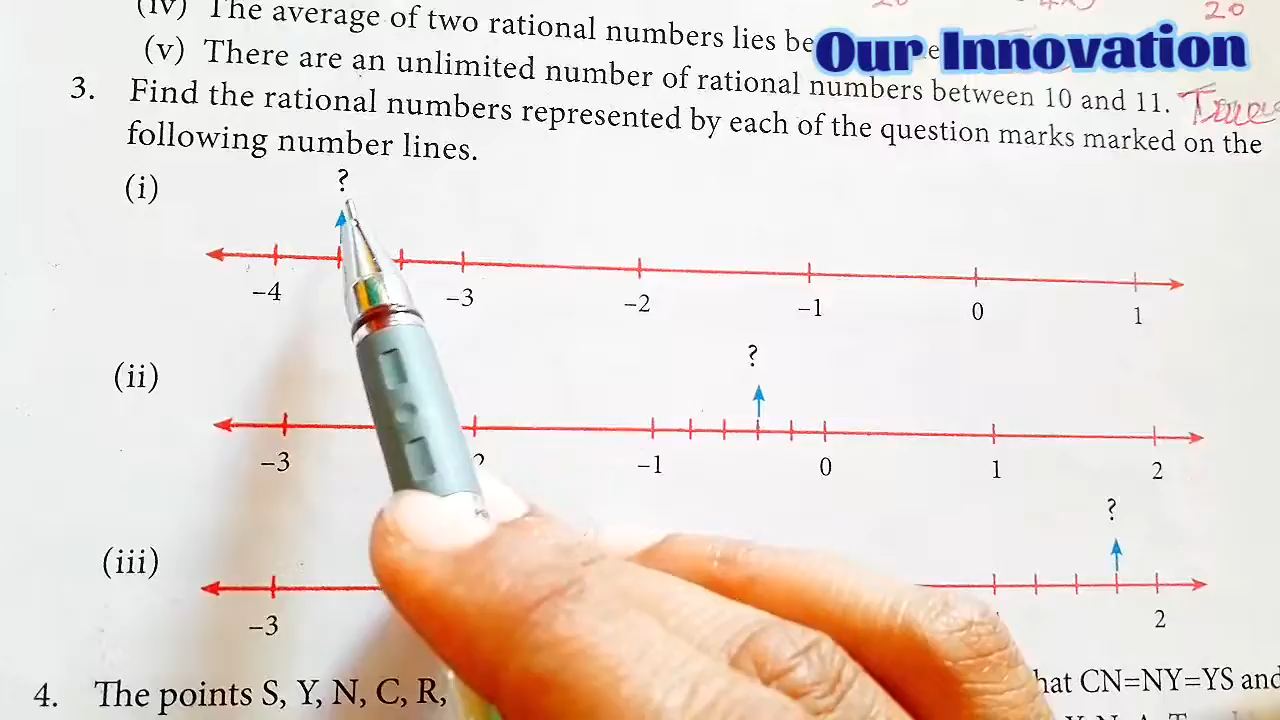 (iv) The average of two rational numbers lies be
Our Innovation
(v) There are an unlimited number of rational numbers between 10 and 11. True
3. Find the rational numbers represented by each of the question marks marked on the
following number lines.
(i) ?
−4 −3 −2 −1 0 1
(ii) ?
−3 −1 0 1 2
(iii) ?
−3 2
4. The points S, Y, N, C, R, hat CN=NY=YS and